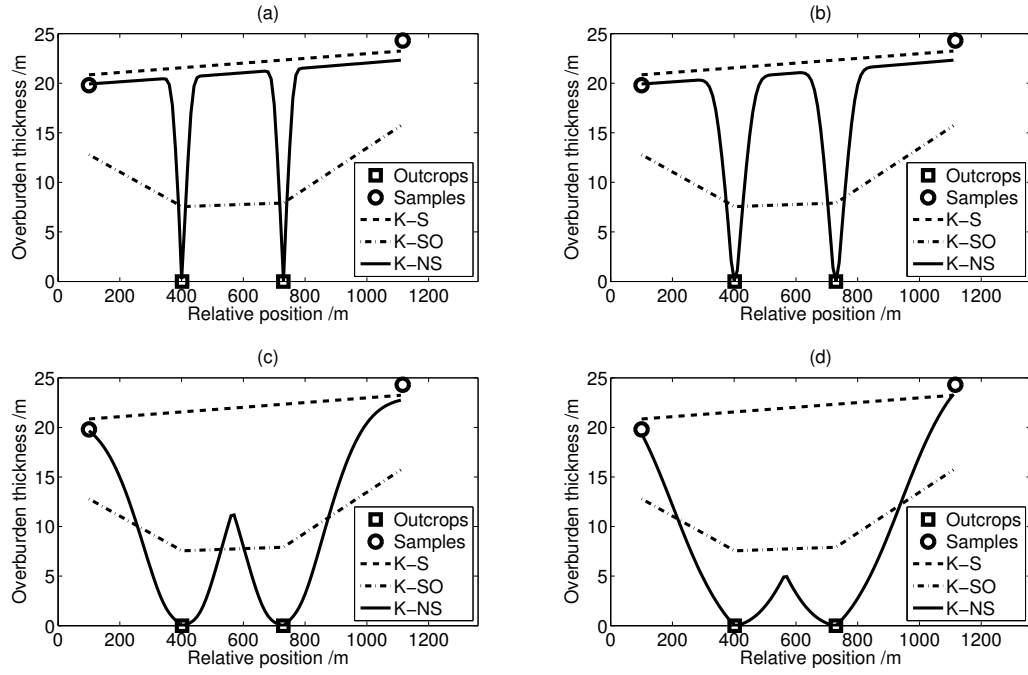 (a)
Overburden thickness /m
25
20
15
10
5
0
0 200 400 600 800 1000 1200
Relative position /m
Outcrops
Samples
K−S
K−SO
K−NS
(b)
Overburden thickness /m
25
20
15
10
5
0
0 200 400 600 800 1000 1200
Relative position /m
Outcrops
Samples
K−S
K−SO
K−NS
(c)
Overburden thickness /m
25
20
15
10
5
0
0 200 400 600 800 1000 1200
Relative position /m
Outcrops
Samples
K−S
K−SO
K−NS
(d)
Overburden thickness /m
25
20
15
10
5
0
0 200 400 600 800 1000 1200
Relative position /m
Outcrops
Samples
K−S
K−SO
K−NS